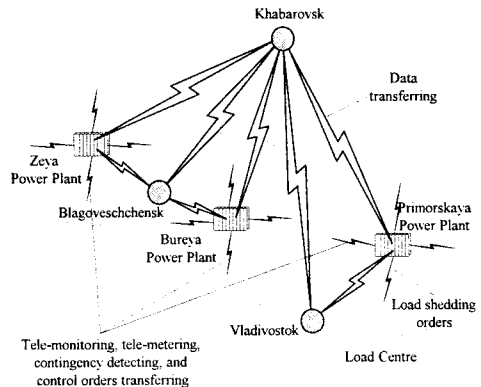 Khabarovsk
Data
transferring
Zeya
Power Plant
Blagoveschchensk
Bureya
Power Plant
Primorskaya
Power Plant
Load shedding
orders
Vladivostok
Load Centre
Tele-monitoring, tele-metering,
contingency detecting, and
control orders transferring